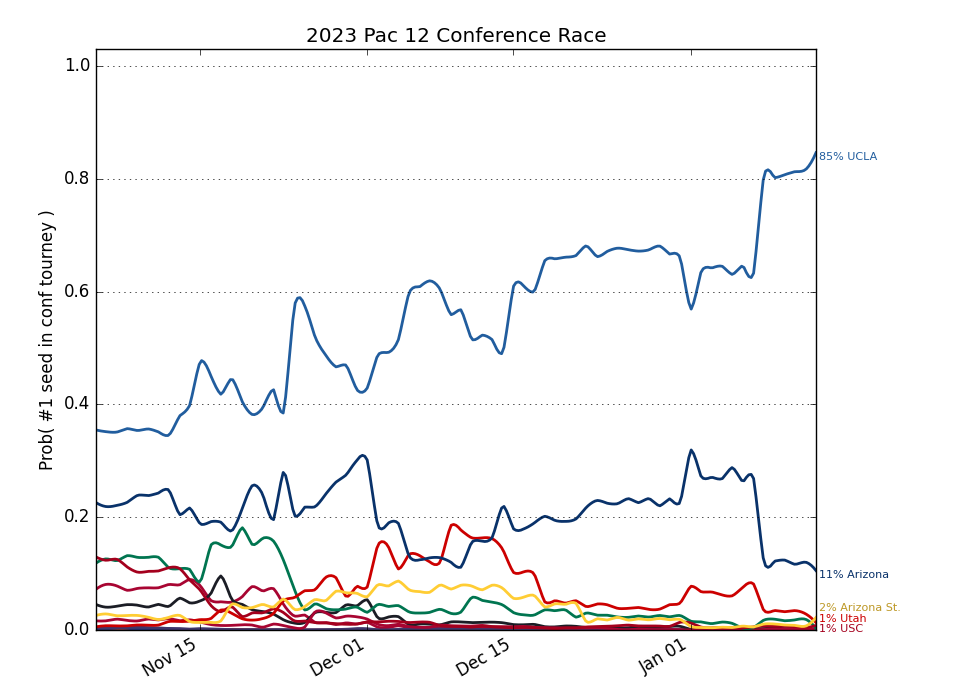 2023 Pac 12 Conference Race
Prob( #1 seed in conf tourney )
1.0
0.8
0.6
0.4
0.2
0.0
Nov 15
Dec 01
Dec 15
Jan 01
85% UCLA
11% Arizona
2% Arizona St.
1% Utah
1% USC